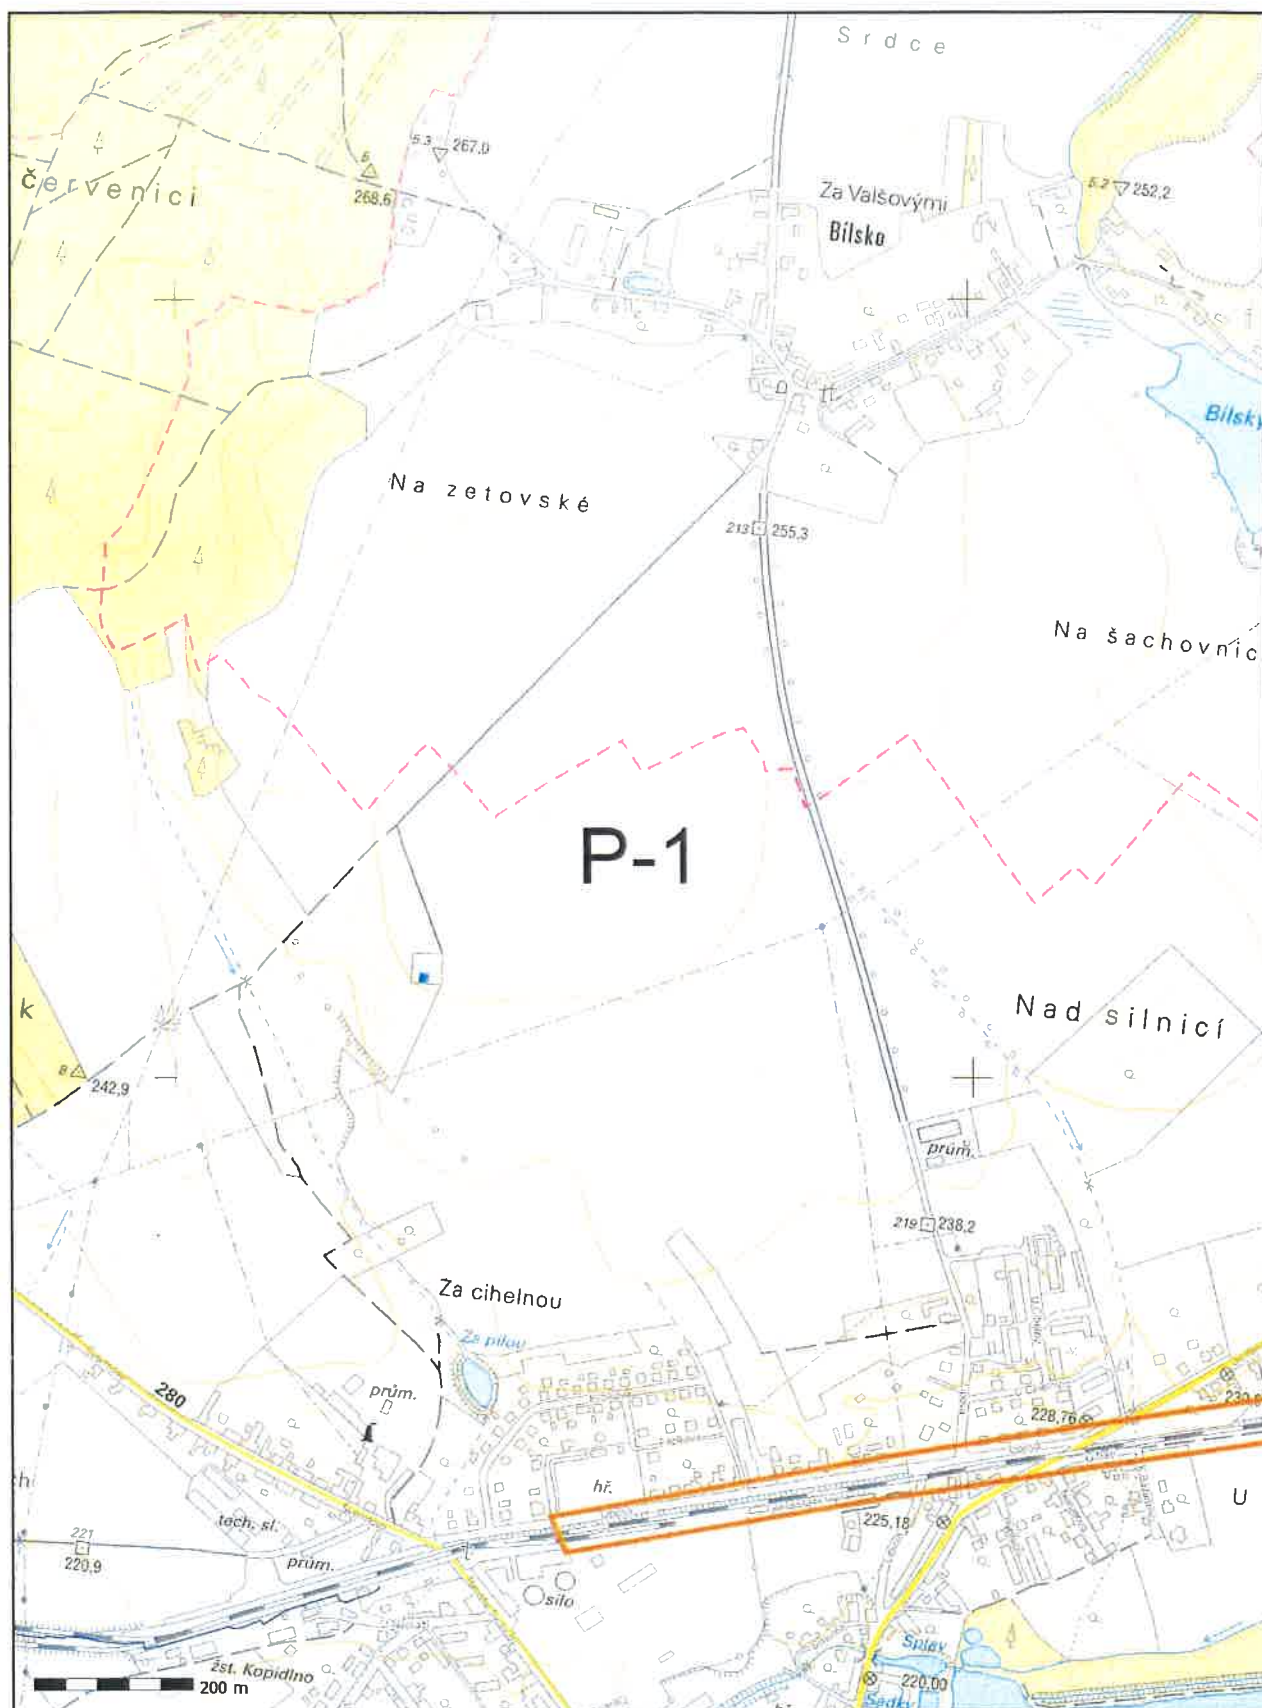 Srdce
5.3 267,0
6
268,6
Červenici
Za Valšovými
Bílsko
5.2 252,2
Bílský
Na zetovské
213 255,3
Na šachovnic
P-1
k
Nad silnicí
8 242,9
prům.
219 238,2
Za cihelnou
Za pilou
280
prům.
228,76
230,6
hř.
U
tech. sl.
225,18
221
220,9
prům.
silo
Splav
žst. Kopidlno
220,00
200 m
Sádky